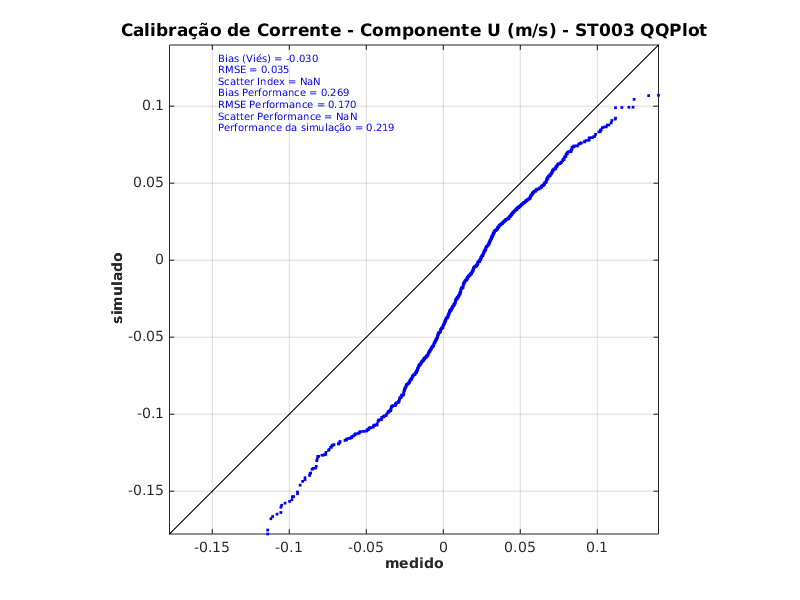 Calibração de Corrente - Componente U (m/s) - ST003 QQPlot
Bias (Viés) = -0.030
RMSE = 0.035
Scatter Index = NaN
Bias Performance = 0.269
RMSE Performance = 0.170
Scatter Performance = NaN
Performance da simulação = 0.219
0.1
0.05
0
-0.05
-0.1
-0.15
simulado
-0.15
-0.1
-0.05
0
0.05
0.1
medido